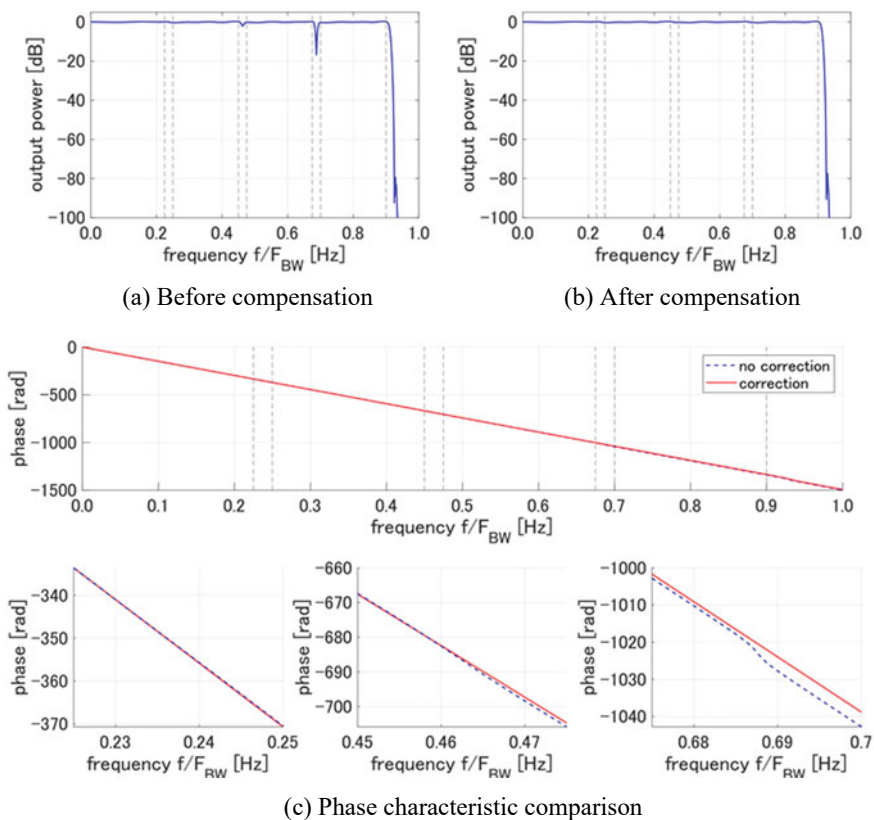 0
−20
−40
−60
−80
−100
output power [dB]
0.0 0.2 0.4 0.6 0.8 1.0
frequency f/F_BW [Hz]
(a) Before compensation
0
−20
−40
−60
−80
−100
output power [dB]
0.0 0.2 0.4 0.6 0.8 1.0
frequency f/F_BW [Hz]
(b) After compensation
0
−500
−1000
−1500
phase [rad]
no correction
correction
0.0 0.1 0.2 0.3 0.4 0.5 0.6 0.7 0.8 0.9 1.0
frequency f/F_BW [Hz]
−340
−350
−360
−370
phase [rad]
0.23 0.24 0.25
frequency f/F_BW [Hz]
−660
−670
−680
−690
−700
phase [rad]
0.45 0.46 0.47
frequency f/F_BW [Hz]
−1000
−1010
−1020
−1030
−1040
phase [rad]
0.68 0.69 0.7
frequency f/F_BW [Hz]
(c) Phase characteristic comparison